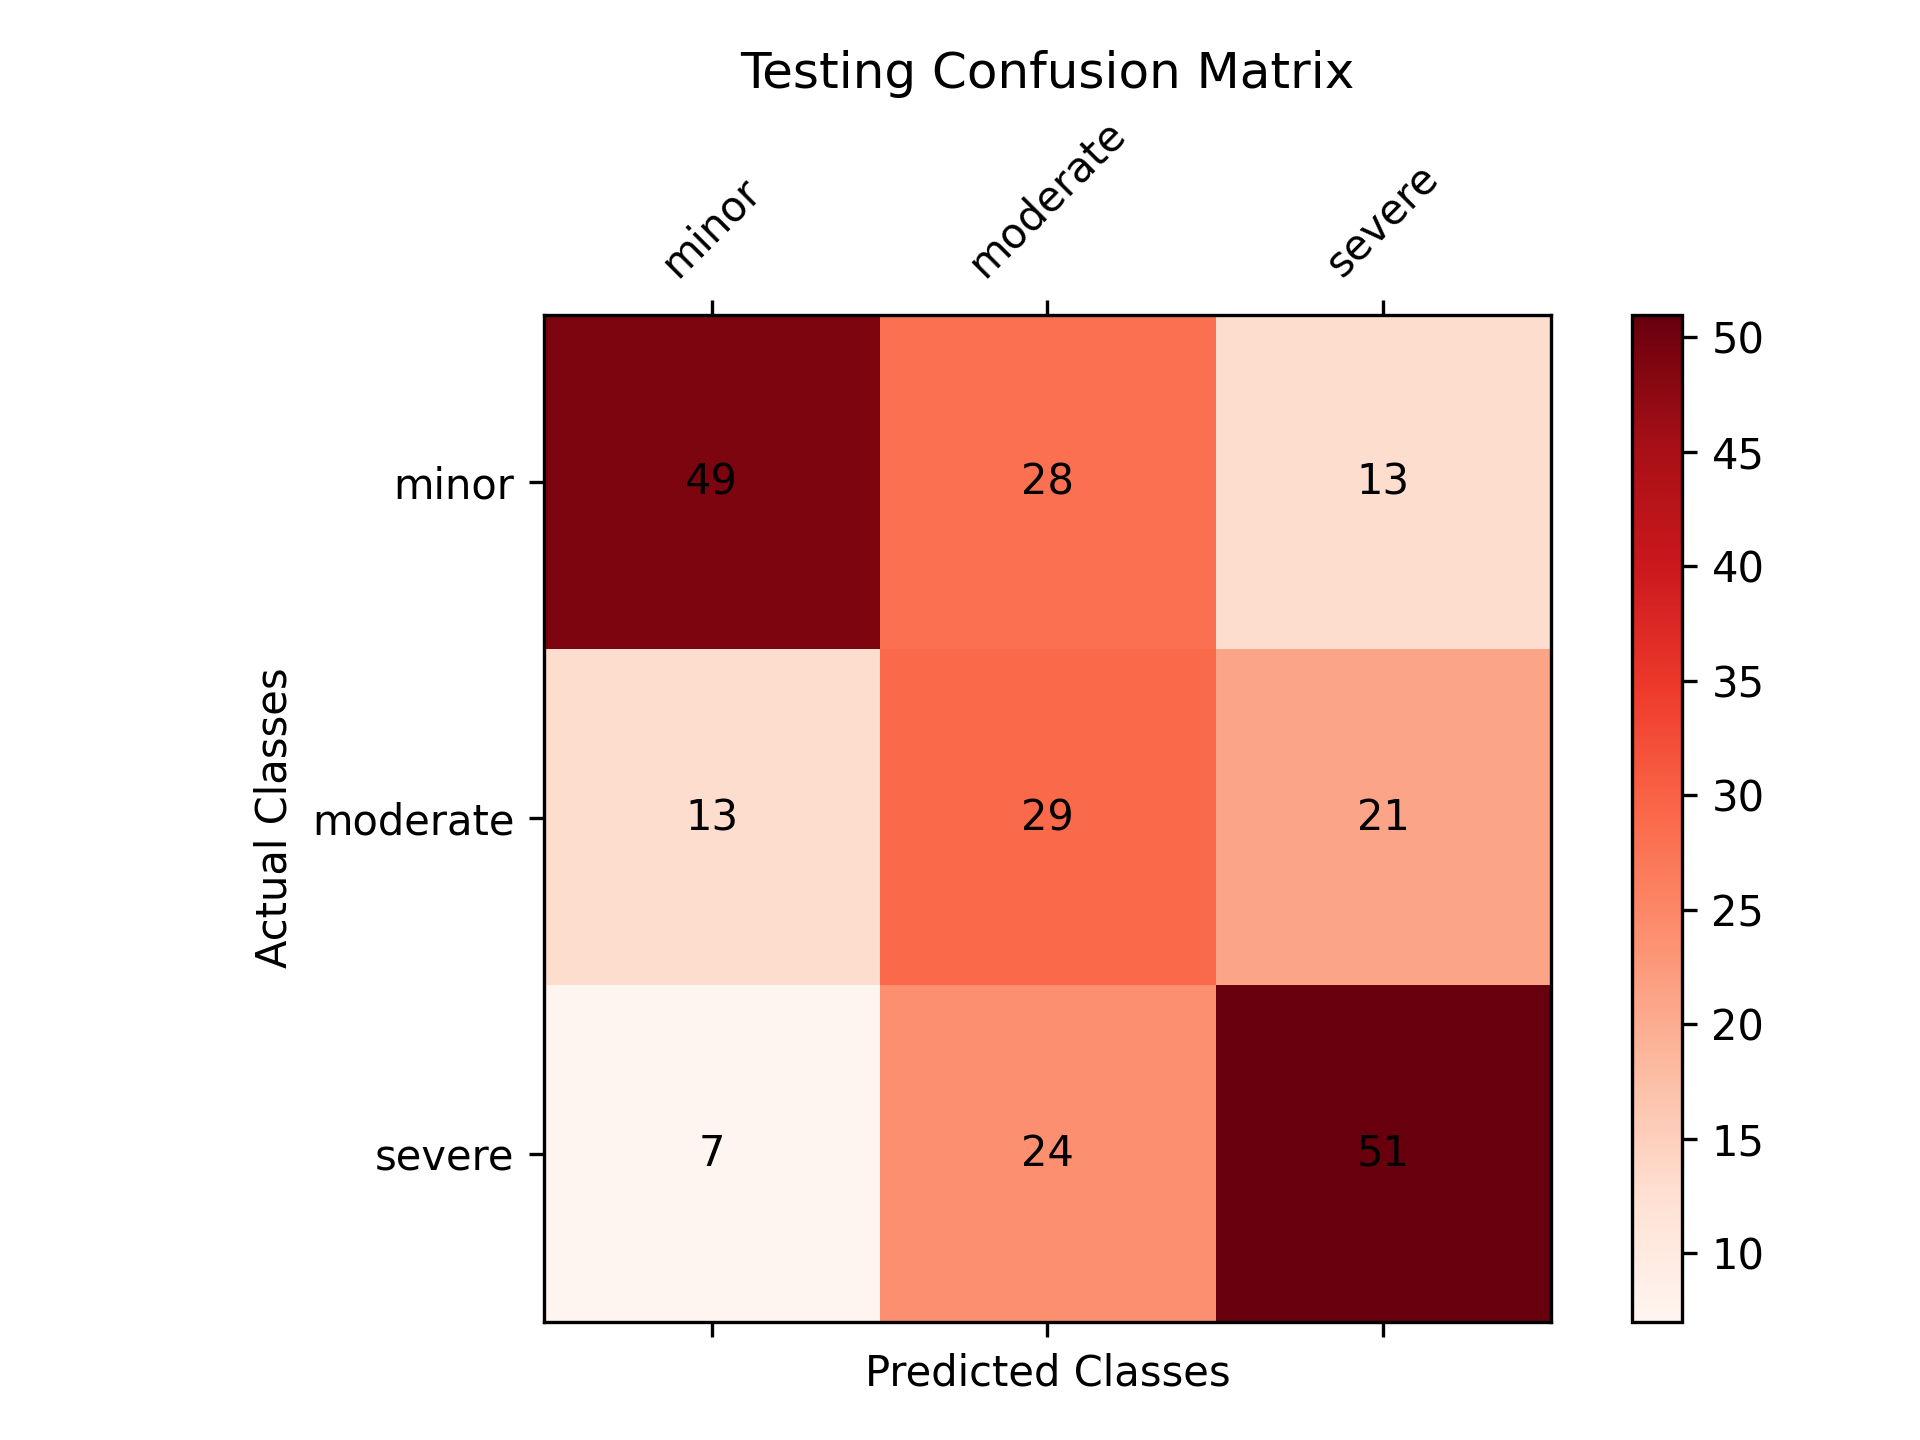 Testing Confusion Matrix
minor moderate severe
Actual Classes
minor 49 28 13
moderate 13 29 21
severe 7 24 51
Predicted Classes
50
45
40
35
30
25
20
15
10